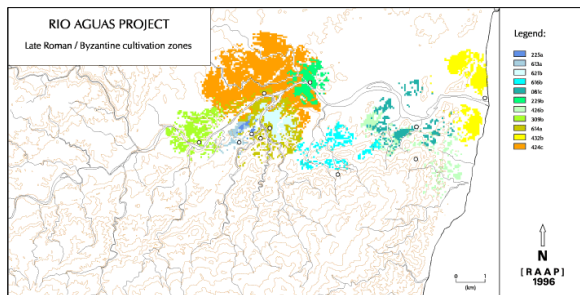 RIO AGUAS PROJECT
Late Roman / Byzantine cultivation zones
Legend:
223a
613a
621b
616b
081c
229b
426b
309b
614a
432b
424c
0 1
(km)
N
[ R A A P ]
1996